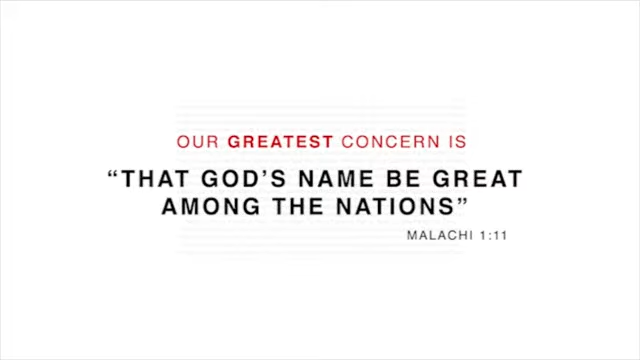 OUR GREATEST CONCERN IS
“THAT GOD’S NAME BE GREAT
AMONG THE NATIONS”
MALACHI 1:11